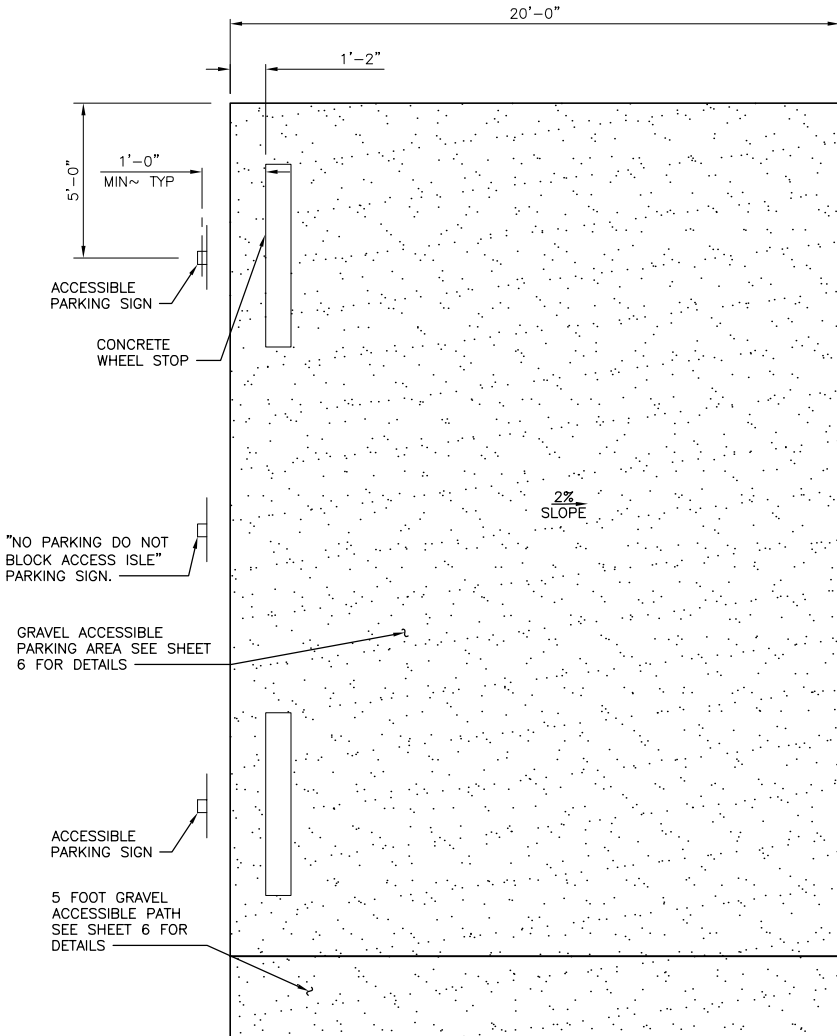 20'-0"
1'-2"
5'-0"
1'-0"
MIN~ TYP
ACCESSIBLE
PARKING SIGN
CONCRETE
WHEEL STOP
2%
SLOPE
"NO PARKING DO NOT
BLOCK ACCESS ISLE"
PARKING SIGN.
GRAVEL ACCESSIBLE
PARKING AREA SEE SHEET
6 FOR DETAILS
ACCESSIBLE
PARKING SIGN
5 FOOT GRAVEL
ACCESSIBLE PATH
SEE SHEET 6 FOR
DETAILS